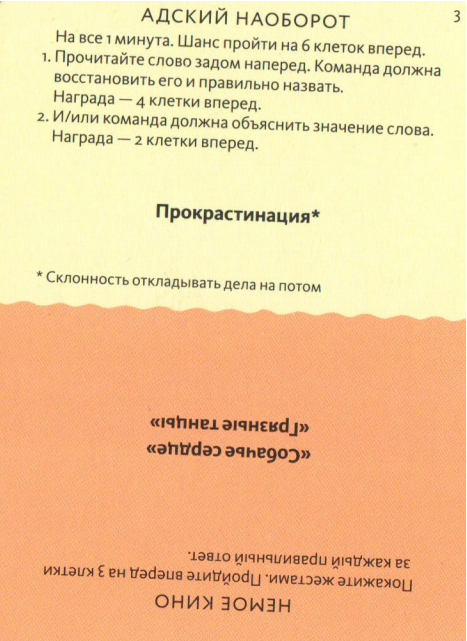 АДСКИЙ НАОБОРОТ
3
На все 1 минута. Шанс пройти на 6 клеток вперед.
1. Прочитайте слово задом наперед. Команда должна
восстановить его и правильно назвать.
Награда — 4 клетки вперед.
2. И/или команда должна объяснить значение слова.
Награда — 2 клетки вперед.
Прокрастинация*
* Склонность откладывать дела на потом
НЕМОЕ КИНО
Покажите жестами. Пройдите вперед на 3 клетки
за каждый правильный ответ.
«Собачье сердце»
«Грязные танцы»